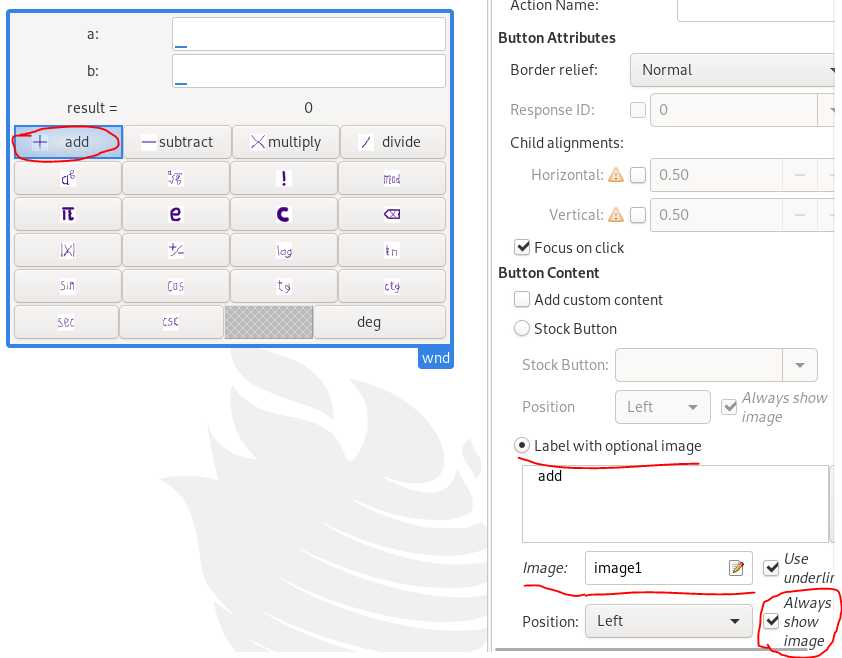 a:
b:
result = 0
add subtract multiply divide
aᵇ ᵃ√b ! mod
π e c
|X| +/- log ln
sin cos tg ctg
sec csc deg
wnd
Action Name:
Button Attributes
Border relief: Normal
Response ID: 0
Child alignments:
Horizontal: 0.50
Vertical: 0.50
Focus on click
Button Content
Add custom content
Stock Button
Stock Button:
Position Left Always show
image
Label with optional image
add
Image: image1 Use
underlin
Position: Left Always
show
image